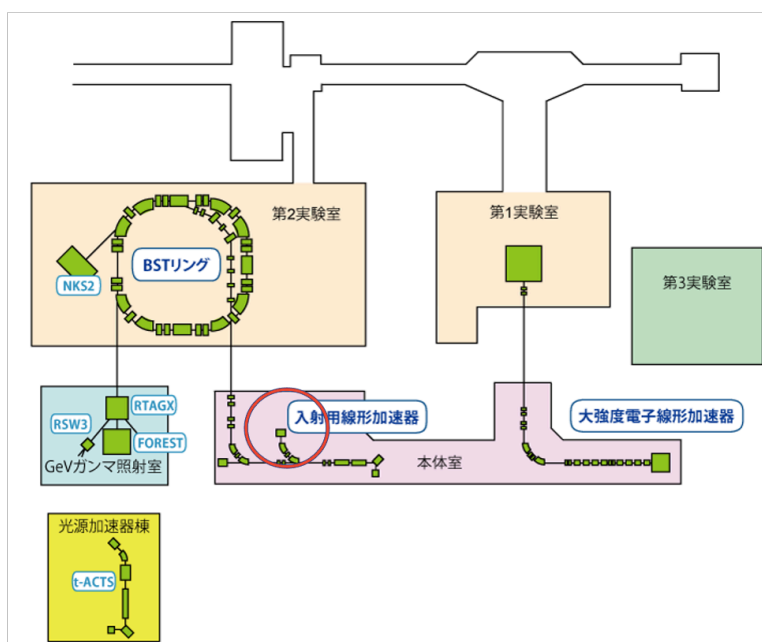 第2実験室
第1実験室
BSTリング
NKS2
第3実験室
RTAGX
RSW3
FOREST
GeVガンマ照射室
入射用線形加速器
大強度電子線形加速器
本体室
光源加速器棟
t-ACTS